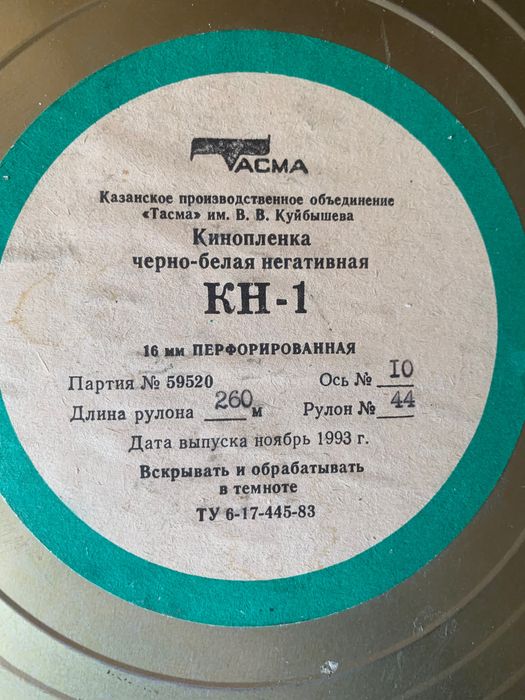 ТАСМА
Казанское производственное объединение
«Тасма» им. В. В. Куйбышева
Кинопленка
черно-белая негативная
КН-1
16 мм ПЕРФОРИРОВАННАЯ
Партия № 59520 Ось № 10
Длина рулона 260 м Рулон № 44
Дата выпуска ноябрь 1993 г.
Вскрывать и обрабатывать
в темноте
ТУ 6-17-445-83